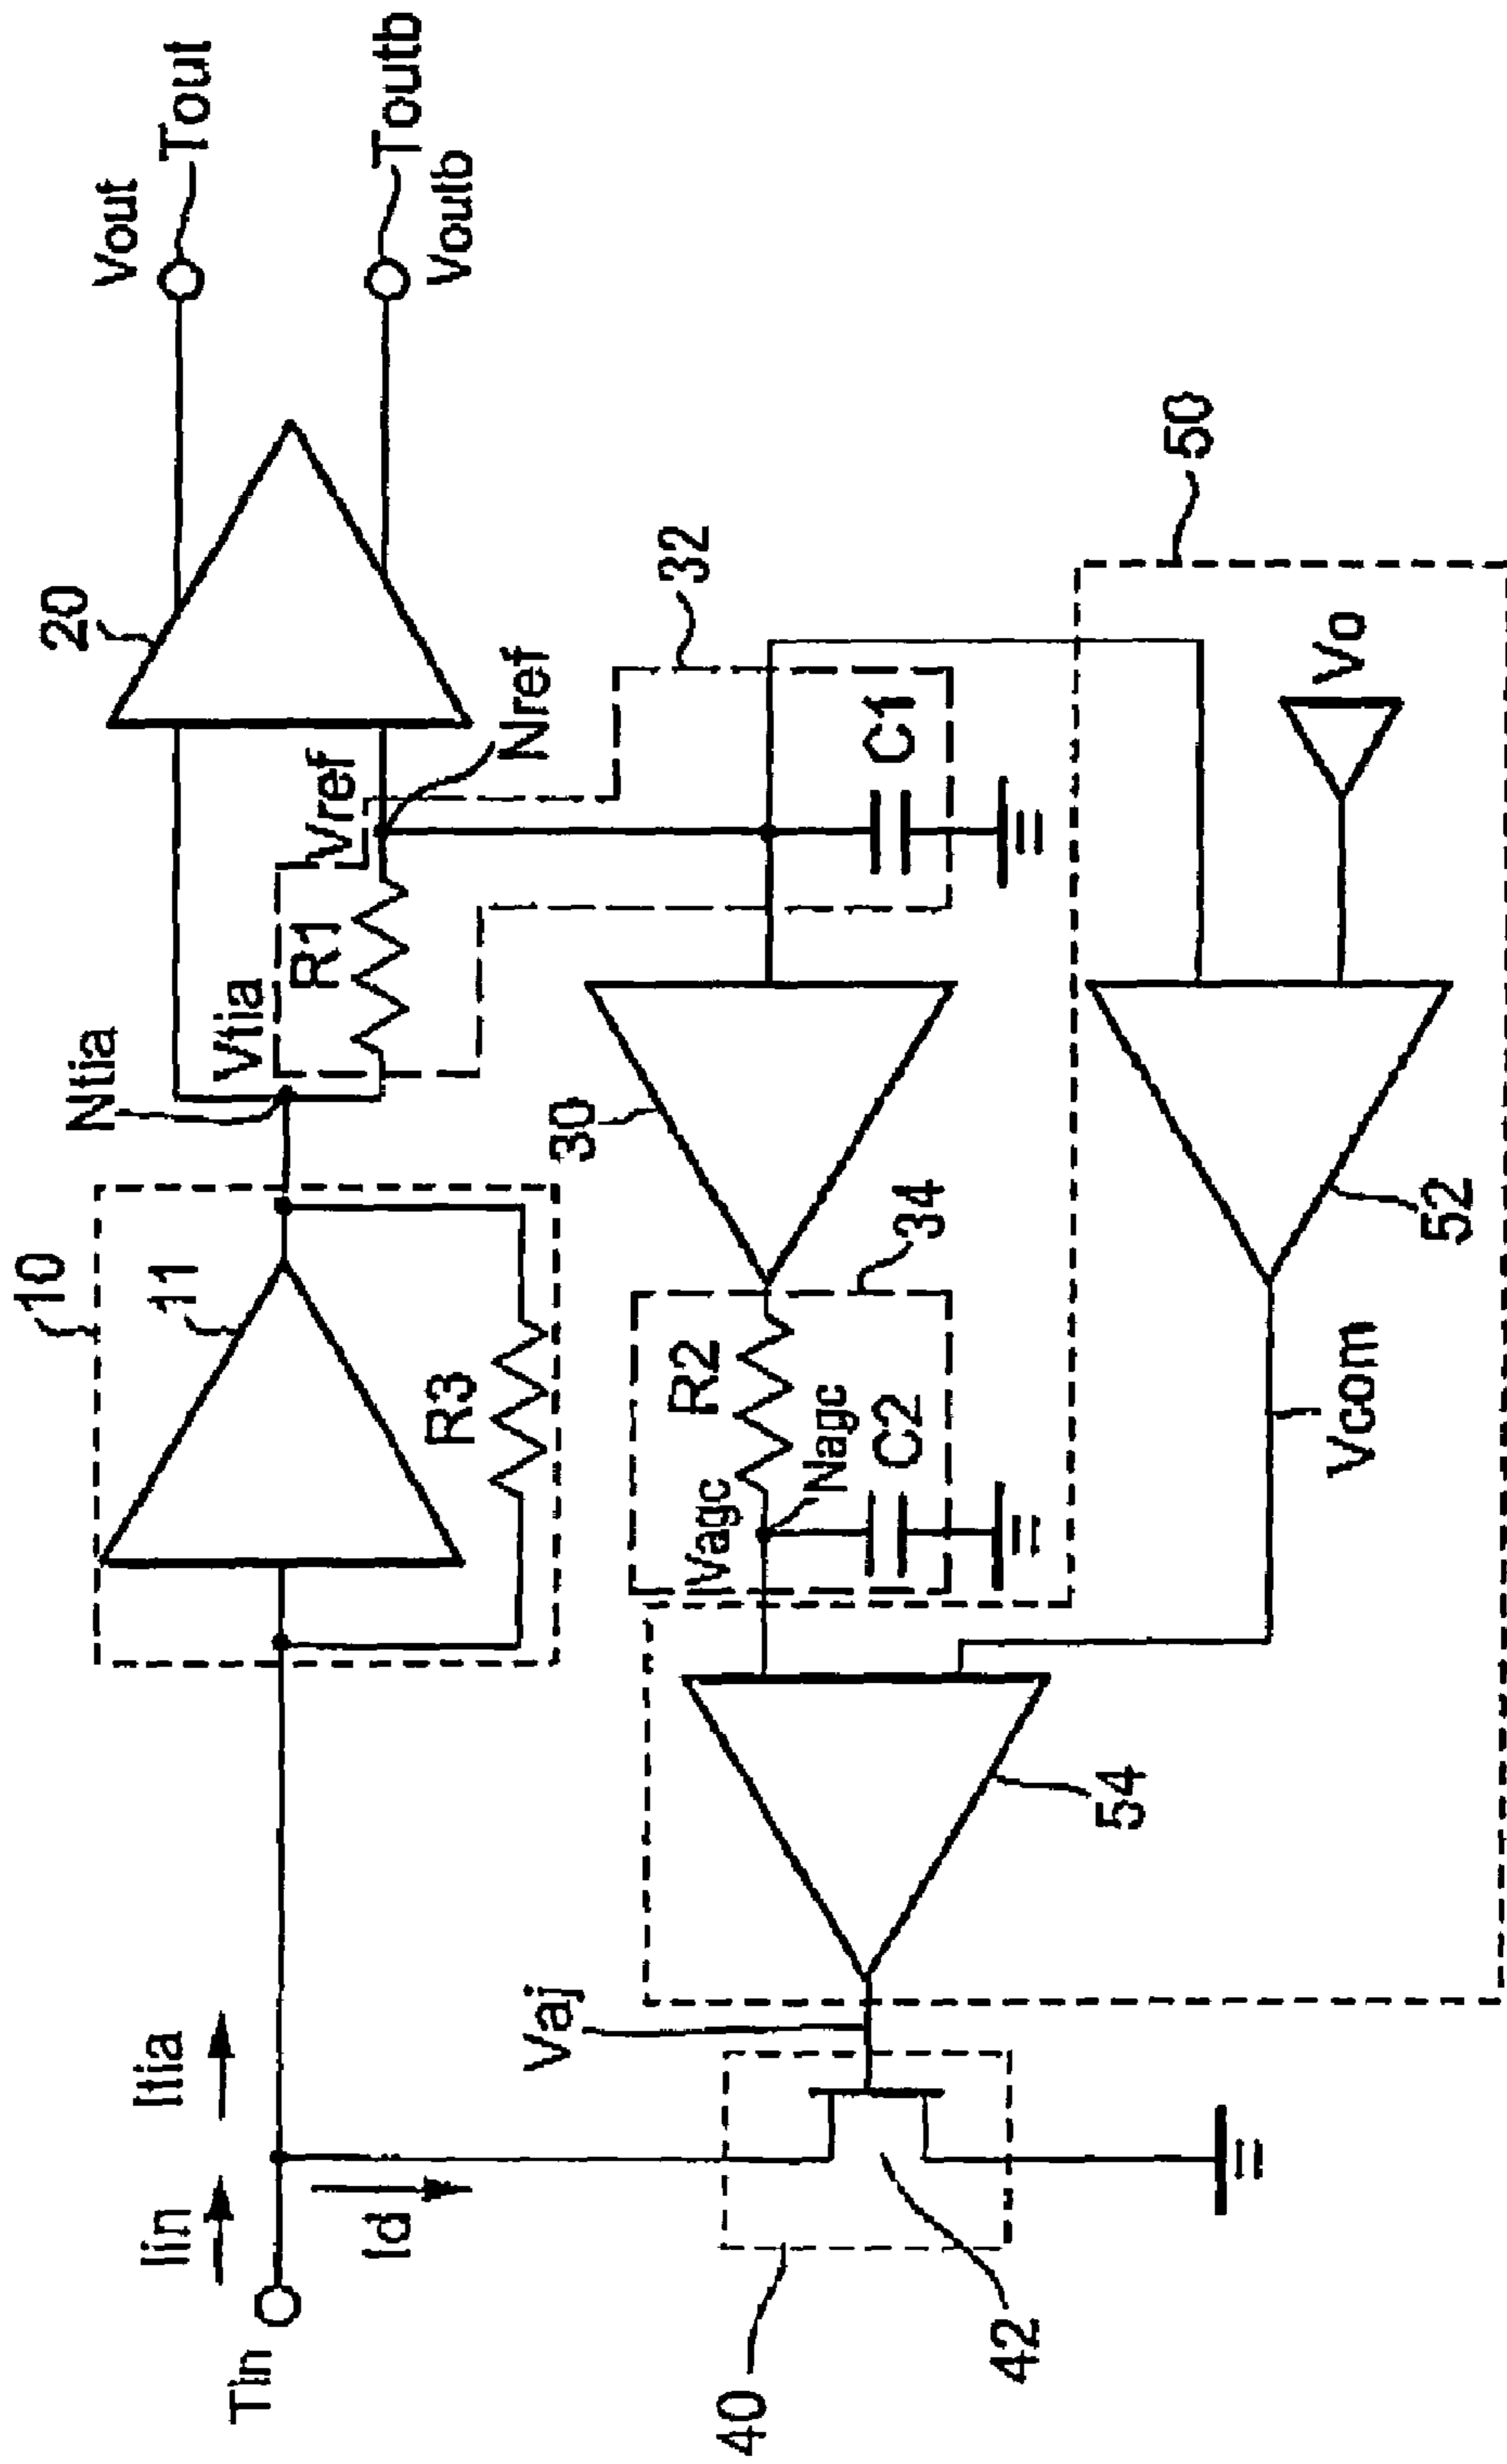 10
Ntia
20
Vout
Tout
11
Vtia
R1
Vref
Nref
Toutb
Voutb
Iin
Itia
Tin
Id
R3
32
30
C1
34
50
R2
Vagc
Nagc
C2
Vaj
Vo
40
42
54
Vcom
52